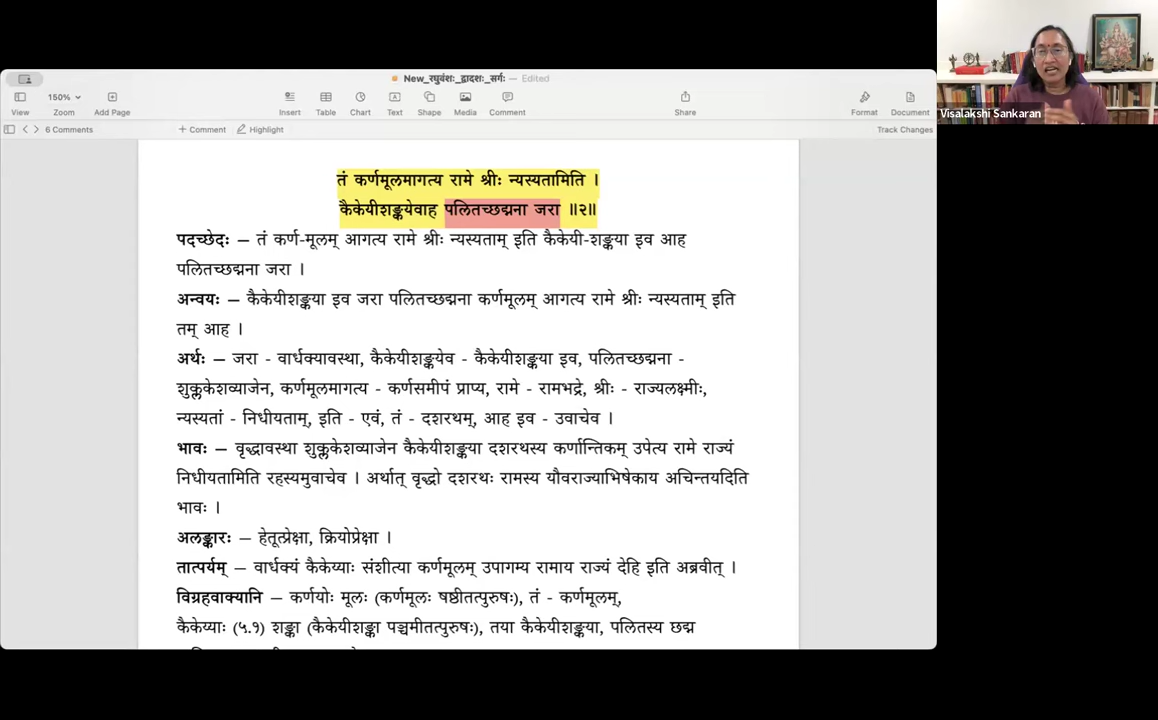 New_रघुवंशः_द्वादशः_सर्गः — Edited
150%
View Zoom Add Page Insert Table Chart Text Shape Media Comment Share Format Document
6 Comments + Comment Highlight Track Changes
तं कर्णमूलमागत्य रामे श्रीः न्यस्यतामिति ।
कैकेयीशङ्कयेवाह पलितच्छद्मना जरा ॥२॥
पदच्छेदः – तं कर्ण-मूलम् आगत्य रामे श्रीः न्यस्यताम् इति कैकेयी-शङ्कया इव आह
पलितच्छद्मना जरा ।
अन्वयः – कैकेयीशङ्कया इव जरा पलितच्छद्मना कर्णमूलम् आगत्य रामे श्रीः न्यस्यताम् इति
तम् आह ।
अर्थः – जरा - वार्धक्यावस्था, कैकेयीशङ्कयेव - कैकेयीशङ्कया इव, पलितच्छद्मना -
शुक्लकेशव्याजेन, कर्णमूलमागत्य - कर्णसमीपं प्राप्य, रामे - रामभद्रे, श्रीः - राज्यलक्ष्मीः,
न्यस्यतां - निधीयताम्, इति - एवं, तं - दशरथम्, आह इव - उवाचेव ।
भावः – वृद्धावस्था शुक्लकेशव्याजेन कैकेयीशङ्कया दशरथस्य कर्णान्तिकम् उपेत्य रामे राज्यं
निधीयतामिति रहस्यमुवाचेव । अर्थात् वृद्धो दशरथः रामस्य यौवराज्याभिषेकाय अचिन्तयदिति
भावः ।
अलङ्कारः – हेतूत्प्रेक्षा, क्रियोप्रेक्षा ।
तात्पर्यम् – वार्धक्यं कैकेय्याः संशीत्या कर्णमूलम् उपागम्य रामाय राज्यं देहि इति अब्रवीत् ।
विग्रहवाक्यानि – कर्णयोः मूलः (कर्णमूलः षष्ठीतत्पुरुषः), तं - कर्णमूलम्,
कैकेय्याः (५.१) शङ्का (कैकेयीशङ्का पञ्चमीतत्पुरुषः), तया कैकेयीशङ्कया, पलितस्य छद्म
Visalakshi Sankaran